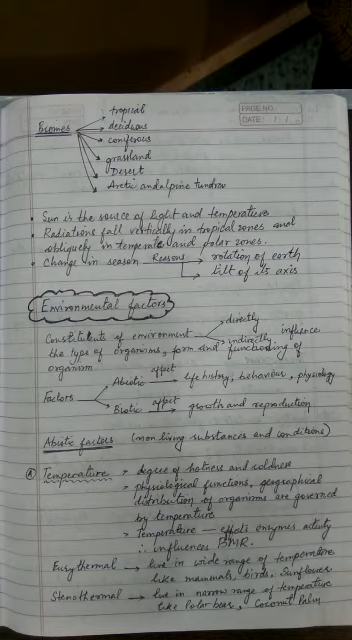 PAGE NO.
DATE: / /
Biomes
tropical
deciduous
coniferous
grassland
Desert
Arctic and alpine tundra
• Sun is the source of light and temperature
• Radiations fall vertically in tropical zones and
obliquely in temperate and polar zones.
• Change in season Reasons → rotation of earth
→ tilt of its axis
Environmental factors
Constituents of environment → directly
→ indirectly influence
the type of organisms, form and functioning of
organism
Factors
Abiotic affect → life history, behaviour, physiology
Biotic affect → growth and reproduction
Abiotic factors (non living substances and conditions)
(A) Temperature > degree of hotness and coldness
> physiological functions, geographical
distribution of organisms are governed
by temperature
> Temperature — effects enzymes activity
∴ influences BMR.
Eurythermal → live in wide range of temperature
like mammals, birds, Sunflower
Stenothermal → live in narrow range of temperature
like Polar bear, Coconut Palm